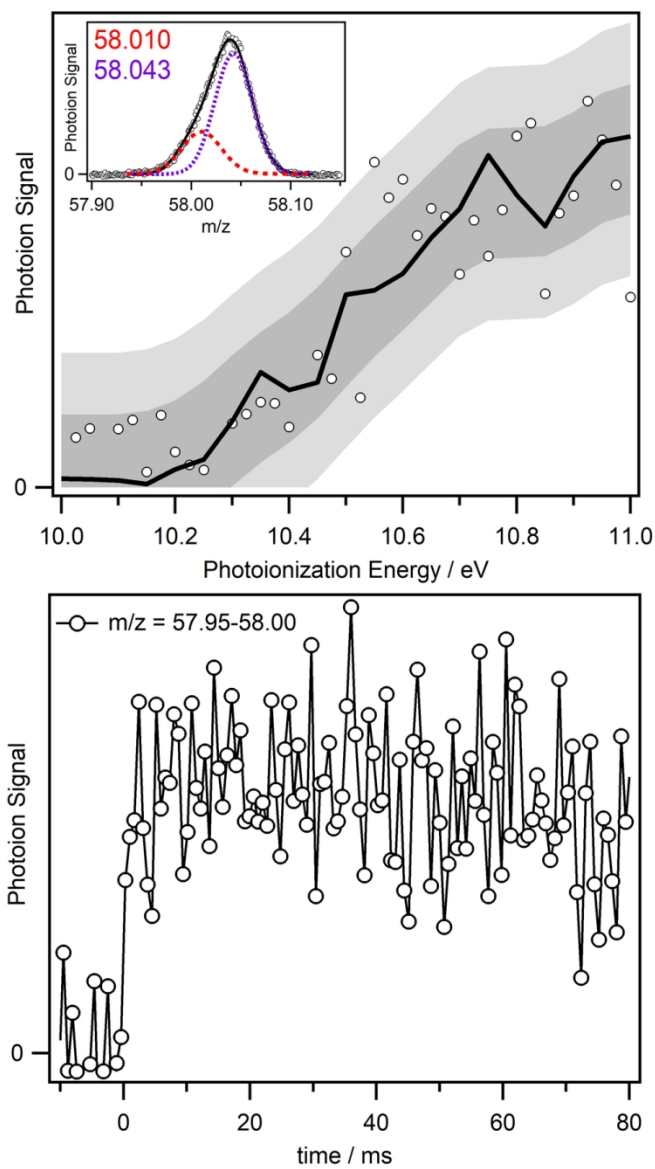 58.010
58.043
Photoion Signal
0
57.90
58.00
58.10
m/z
Photoion Signal
0
10.0
10.2
10.4
10.6
10.8
11.0
Photoionization Energy / eV
m/z = 57.95-58.00
Photoion Signal
0
0
20
40
60
80
time / ms